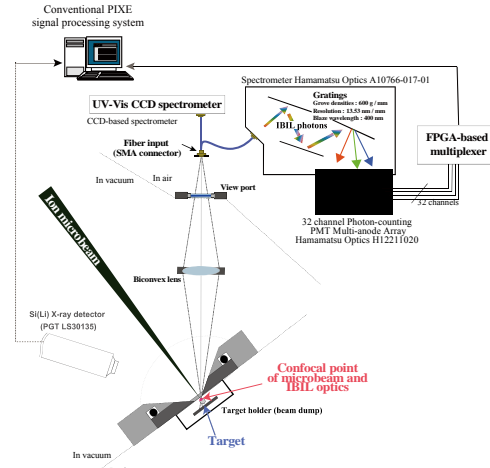 Conventional PIXE
signal processing system
Spectrometer Hamamatsu Optics A10766-017-01
Gratings
Grove densities : 600 g / mm
Resolution : 13.53 nm / mm
Blaze wavelength : 400 nm
IBIL photons
UV-Vis CCD spectrometer
CCD-based spectrometer
FPGA-based
multiplexer
Fiber input
(SMA connector)
In vacuum
In air
View port
32 channels
32 channel Photon-counting
PMT Multi-anode Array
Hamamatsu Optics H12211020
Ion microbeam
Biconvex lens
Si(Li) X-ray detector
(PGT LS30135)
Confocal point
of microbeam and
IBIL optics
Target holder (beam dump)
Target
In vacuum